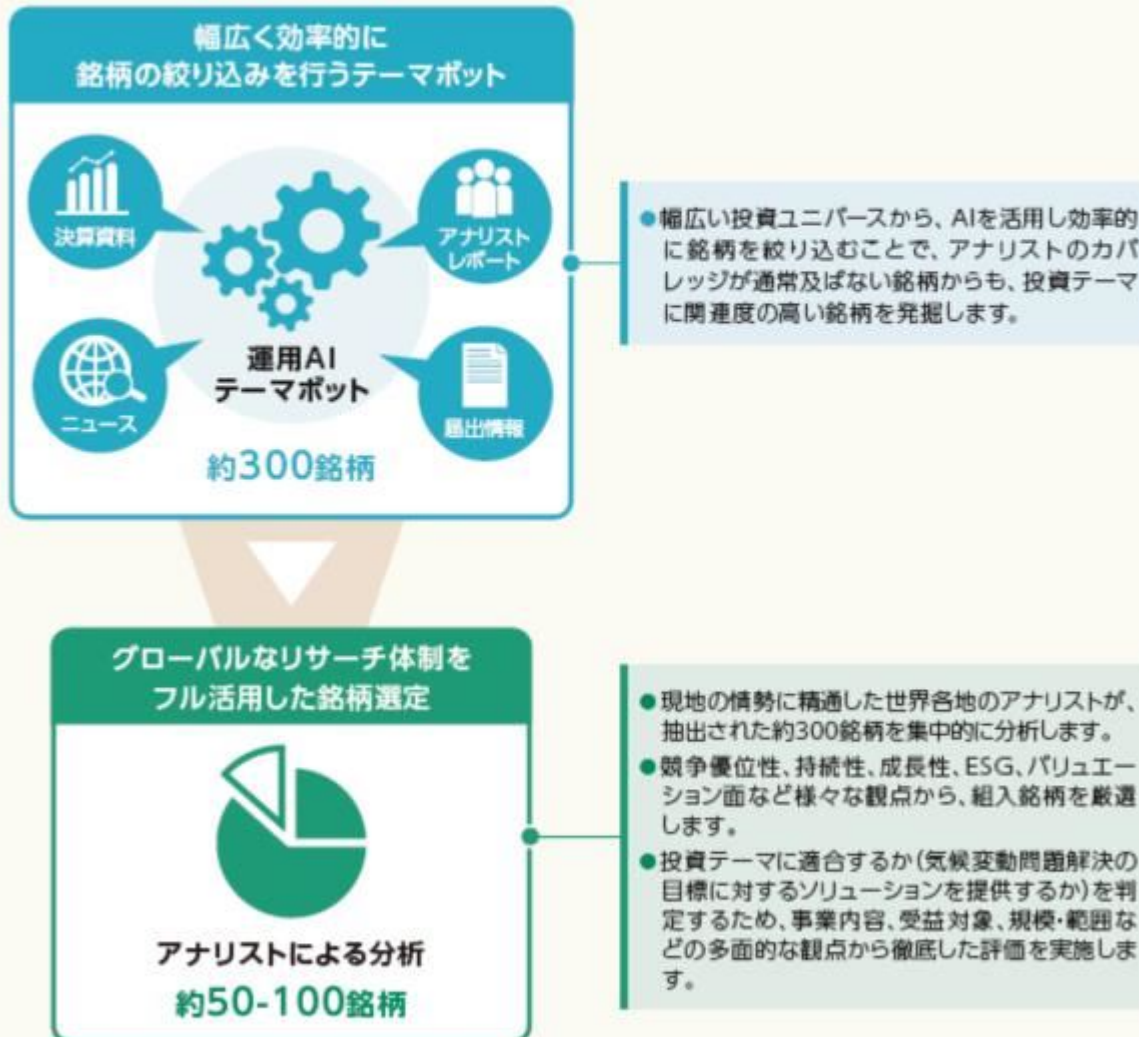 幅広く効率的に
銘柄の絞り込みを行うテーマボット
決算資料
アナリスト
レポート
ニュース
届出情報
運用AI
テーマボット
約300銘柄
●幅広い投資ユニバースから、AIを活用し効率的
に銘柄を絞り込むことで、アナリストのカバ
レッジが通常及ばない銘柄からも、投資テーマ
に関連度の高い銘柄を発掘します。
グローバルなリサーチ体制を
フル活用した銘柄選定
アナリストによる分析
約50-100銘柄
●現地の情勢に精通した世界各地のアナリストが、
抽出された約300銘柄を集中的に分析します。
●競争優位性、持続性、成長性、ESG、バリュエー
ション面など様々な観点から、組入銘柄を厳選
します。
●投資テーマに適合するか(気候変動問題解決の
目標に対するソリューションを提供するか)を判
定するため、事業内容、受益対象、規模・範囲な
どの多面的な観点から徹底した評価を実施しま
す。